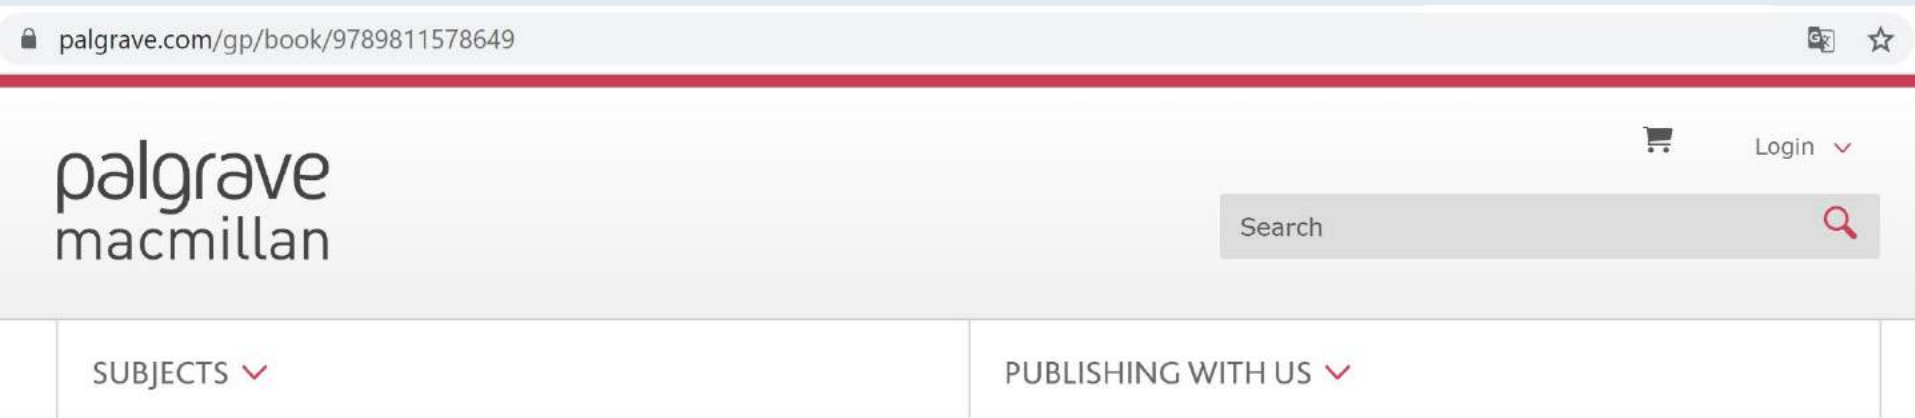 palgrave.com/gp/book/9789811578649
palgrave
macmillan
Login
Search
SUBJECTS
PUBLISHING WITH US